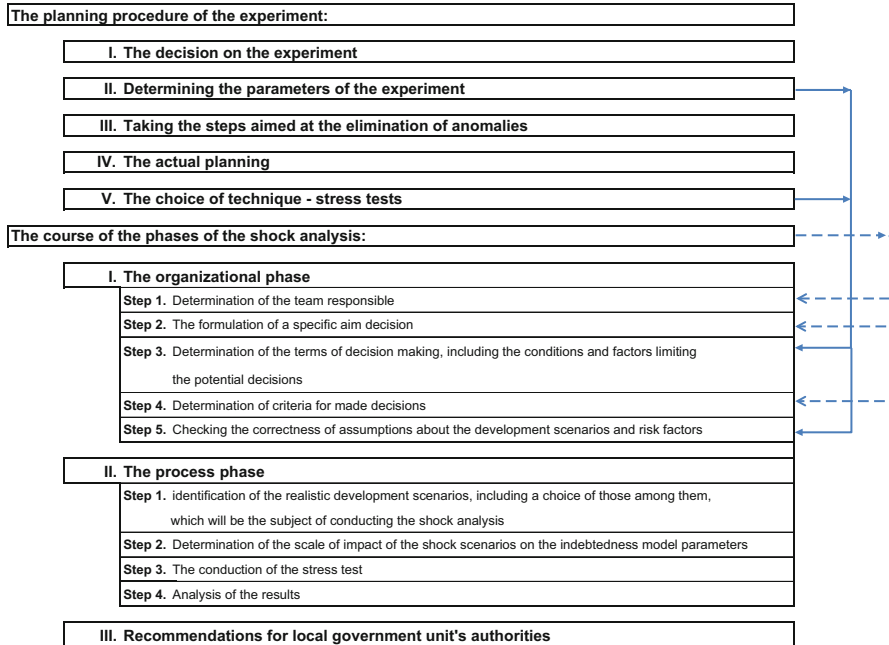 The planning procedure of the experiment:
I. The decision on the experiment
II. Determining the parameters of the experiment
III. Taking the steps aimed at the elimination of anomalies
IV. The actual planning
V. The choice of technique - stress tests
The course of the phases of the shock analysis:
I. The organizational phase
Step 1. Determination of the team responsible
Step 2. The formulation of a specific aim decision
Step 3. Determination of the terms of decision making, including the conditions and factors limiting
the potential decisions
Step 4. Determination of criteria for made decisions
Step 5. Checking the correctness of assumptions about the development scenarios and risk factors
II. The process phase
Step 1. identification of the realistic development scenarios, including a choice of those among them,
which will be the subject of conducting the shock analysis
Step 2. Determination of the scale of impact of the shock scenarios on the indebtedness model parameters
Step 3. The conduction of the stress test
Step 4. Analysis of the results
III. Recommendations for local government unit's authorities